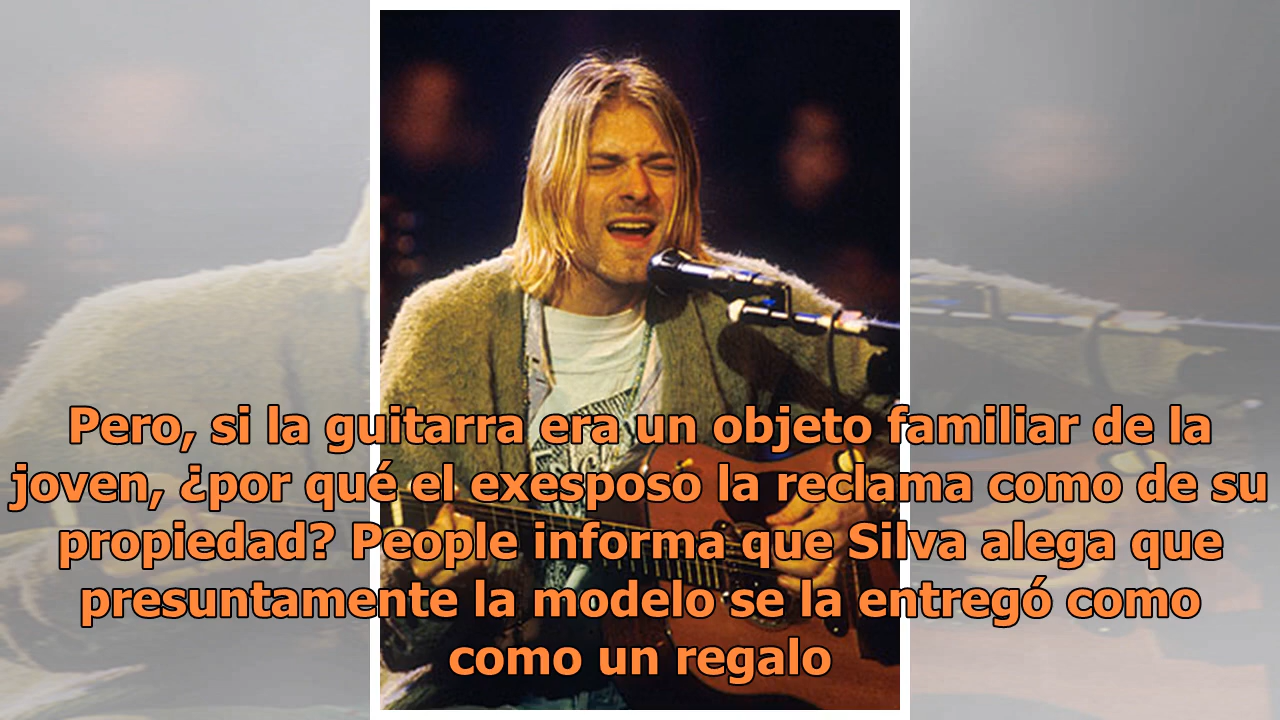 Pero, si la guitarra era un objeto familiar de la
joven, ¿por qué el exesposo la reclama como de su
propiedad? People informa que Silva alega que
presuntamente la modelo se la entregó como
como un regalo